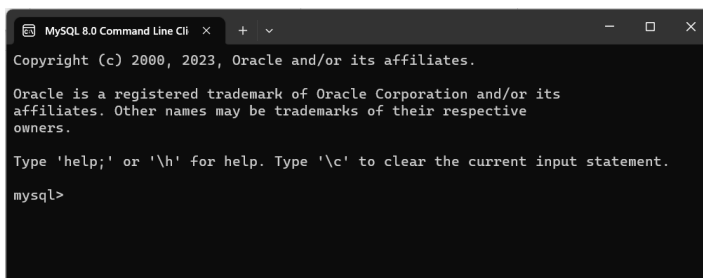 MySQL 8.0 Command Line Cli
Copyright (c) 2000, 2023, Oracle and/or its affiliates.
Oracle is a registered trademark of Oracle Corporation and/or its
affiliates. Other names may be trademarks of their respective
owners.
Type 'help;' or '\h' for help. Type '\c' to clear the current input statement.
mysql>